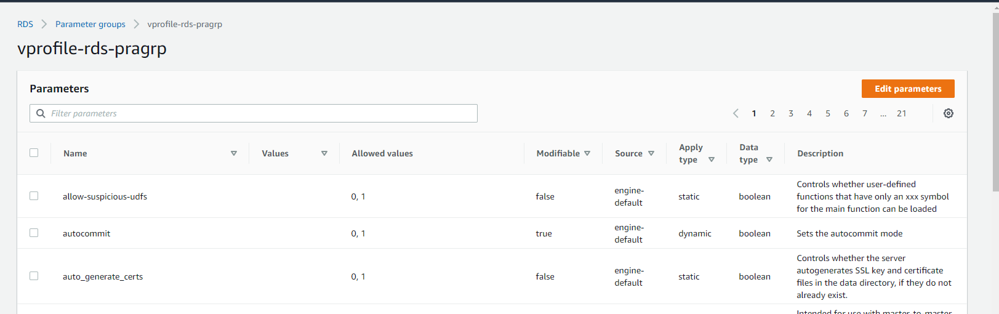 RDS > Parameter groups > vprofile-rds-pragrp
vprofile-rds-pragrp
Parameters
Edit parameters
Filter parameters
1 2 3 4 5 6 7 ... 21
Name Values Allowed values Modifiable Source Apply type Data type Description
allow-suspicious-udfs 0, 1 false engine-default static boolean Controls whether user-defined
functions that have only an xxx symbol
for the main function can be loaded
autocommit 0, 1 true engine-default dynamic boolean Sets the autocommit mode
auto_generate_certs 0, 1 false engine-default static boolean Controls whether the server
autogenerates SSL key and certificate
files in the data directory, if they do not
already exist.
Intended for use with master-to-master